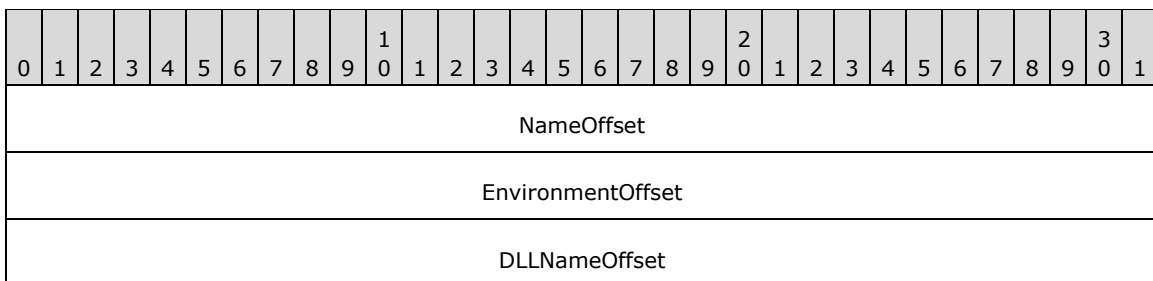 1 2 3
0 1 2 3 4 5 6 7 8 9 0 1 2 3 4 5 6 7 8 9 0 1 2 3 4 5 6 7 8 9 0 1
NameOffset
EnvironmentOffset
DLLNameOffset